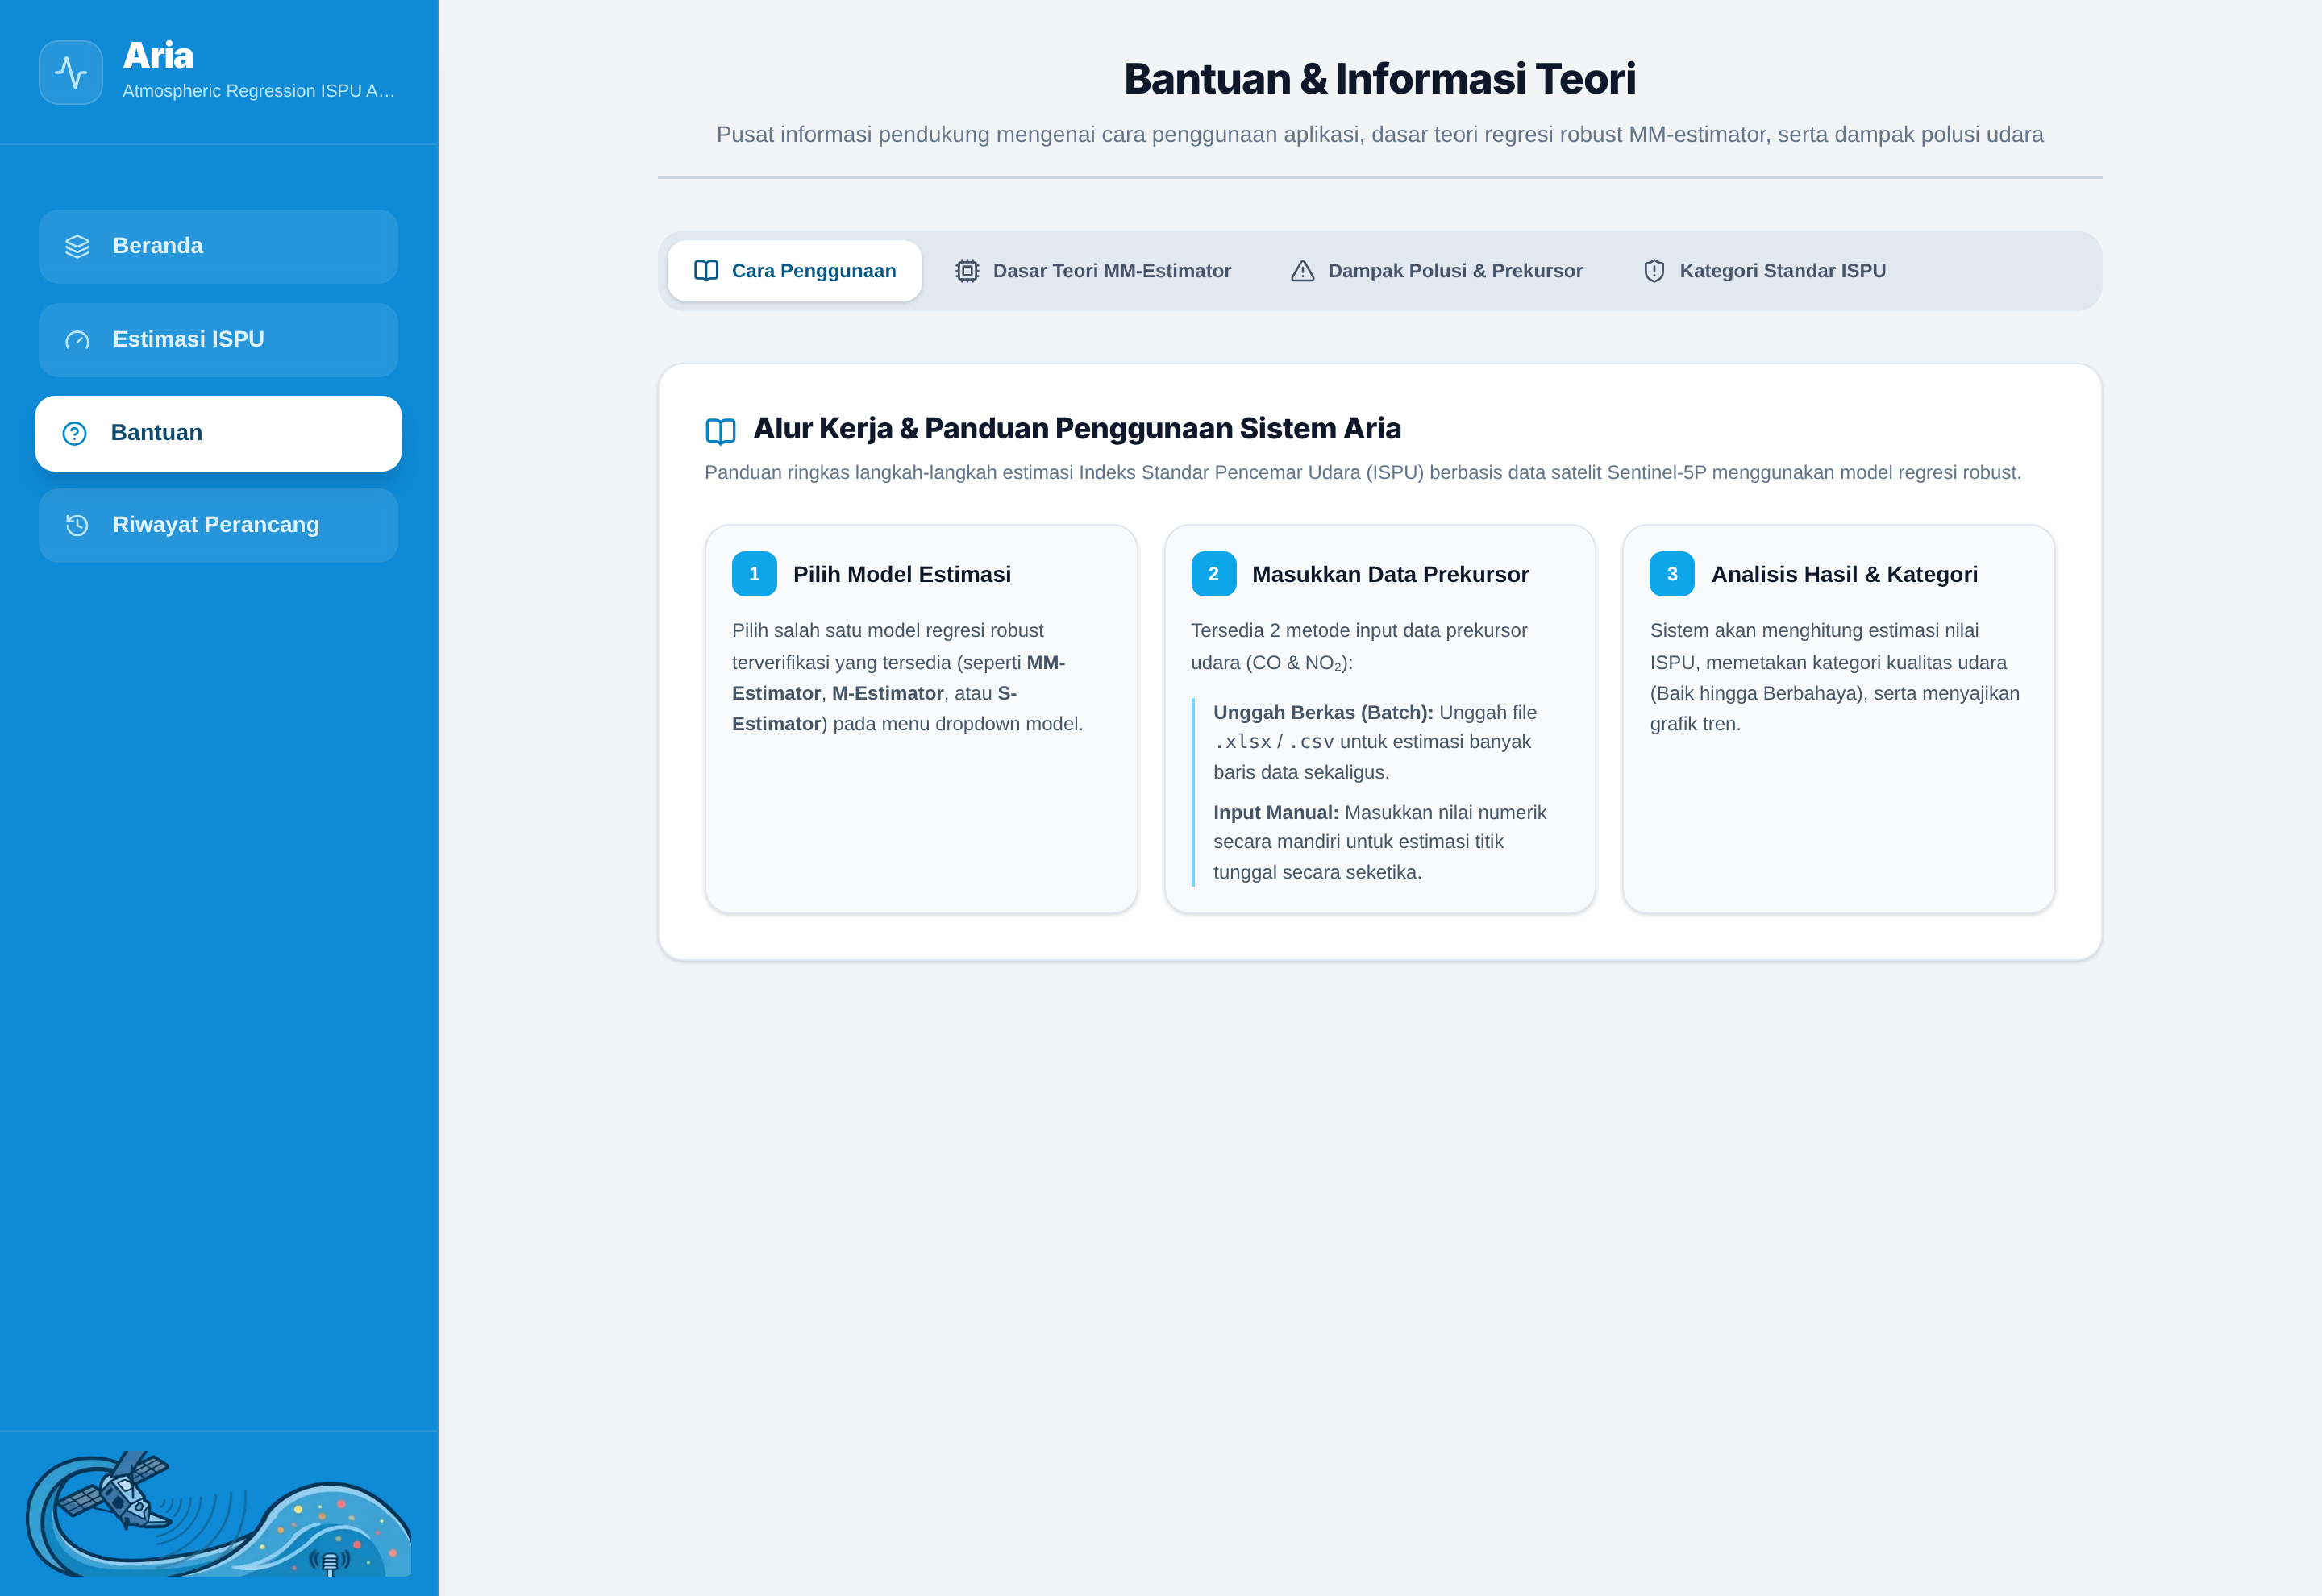 Aria
Atmospheric Regression ISPU A...
Beranda
Estimasi ISPU
Bantuan
Riwayat Perancang
Bantuan & Informasi Teori
Pusat informasi pendukung mengenai cara penggunaan aplikasi, dasar teori regresi robust MM-estimator, serta dampak polusi udara
Cara Penggunaan
Dasar Teori MM-Estimator
Dampak Polusi & Prekursor
Kategori Standar ISPU
Alur Kerja & Panduan Penggunaan Sistem Aria
Panduan ringkas langkah-langkah estimasi Indeks Standar Pencemar Udara (ISPU) berbasis data satelit Sentinel-5P menggunakan model regresi robust.
1 Pilih Model Estimasi
Pilih salah satu model regresi robust
terverifikasi yang tersedia (seperti MM-
Estimator, M-Estimator, atau S-
Estimator) pada menu dropdown model.
2 Masukkan Data Prekursor
Tersedia 2 metode input data prekursor
udara (CO & NO₂):
Unggah Berkas (Batch): Unggah file
.xlsx / .csv untuk estimasi banyak
baris data sekaligus.
Input Manual: Masukkan nilai numerik
secara mandiri untuk estimasi titik
tunggal secara seketika.
3 Analisis Hasil & Kategori
Sistem akan menghitung estimasi nilai
ISPU, memetakan kategori kualitas udara
(Baik hingga Berbahaya), serta menyajikan
grafik tren.